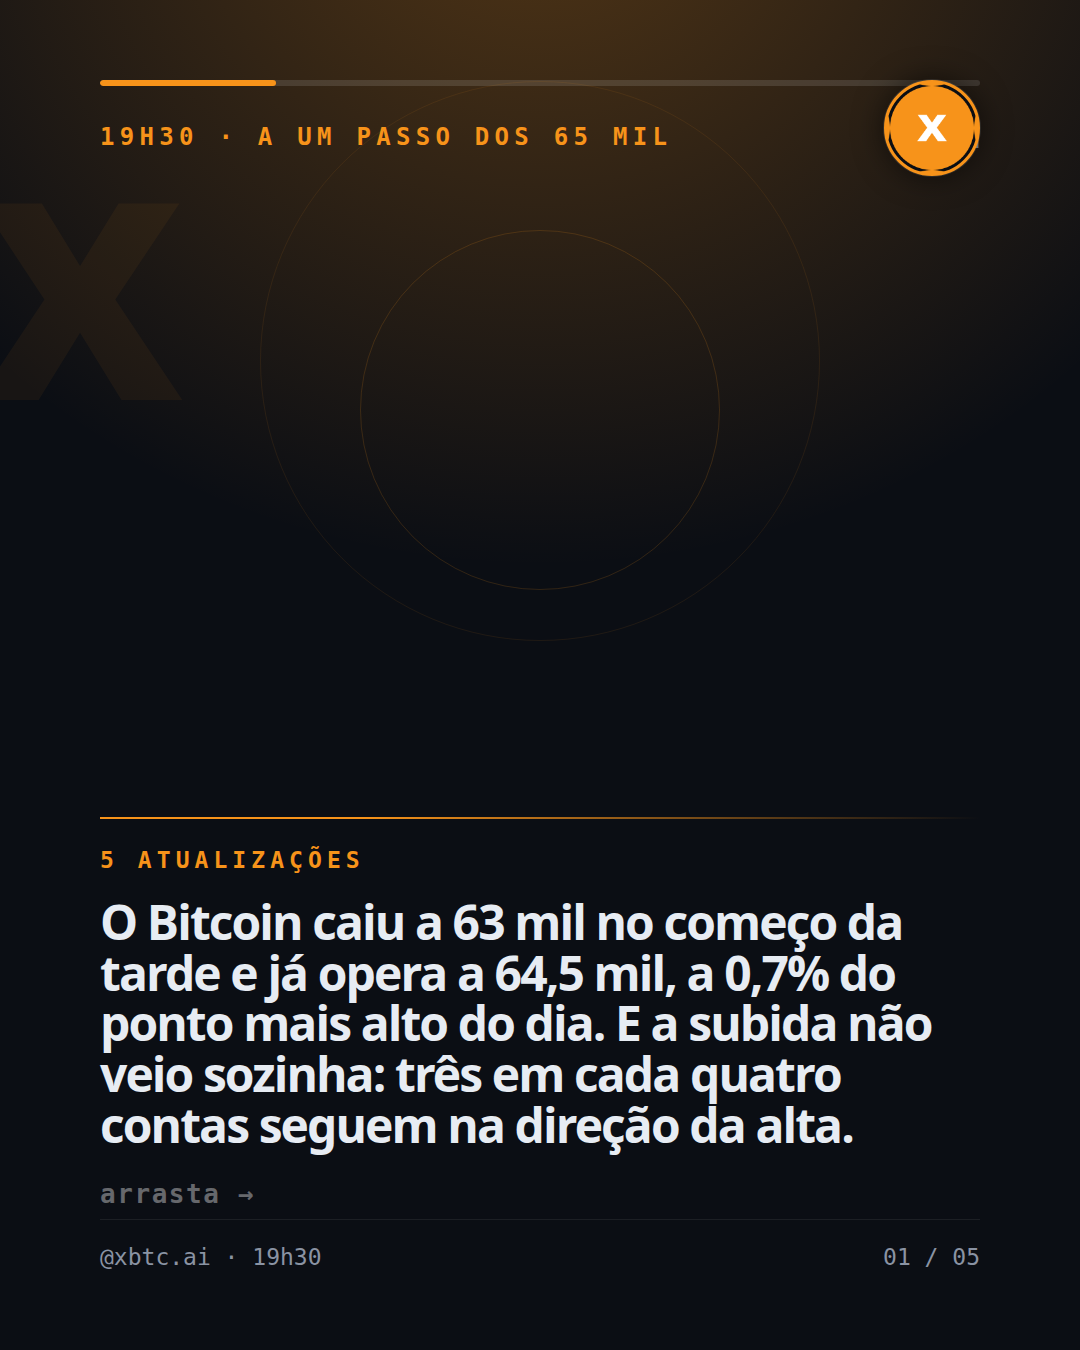 19H30 · A UM PASSO DOS 65 MIL
X
X
5 ATUALIZAÇÕES
O Bitcoin caiu a 63 mil no começo da
tarde e já opera a 64,5 mil, a 0,7% do
ponto mais alto do dia. E a subida não
veio sozinha: três em cada quatro
contas seguem na direção da alta.
arrasta →
@xbtc.ai · 19h30
01 / 05